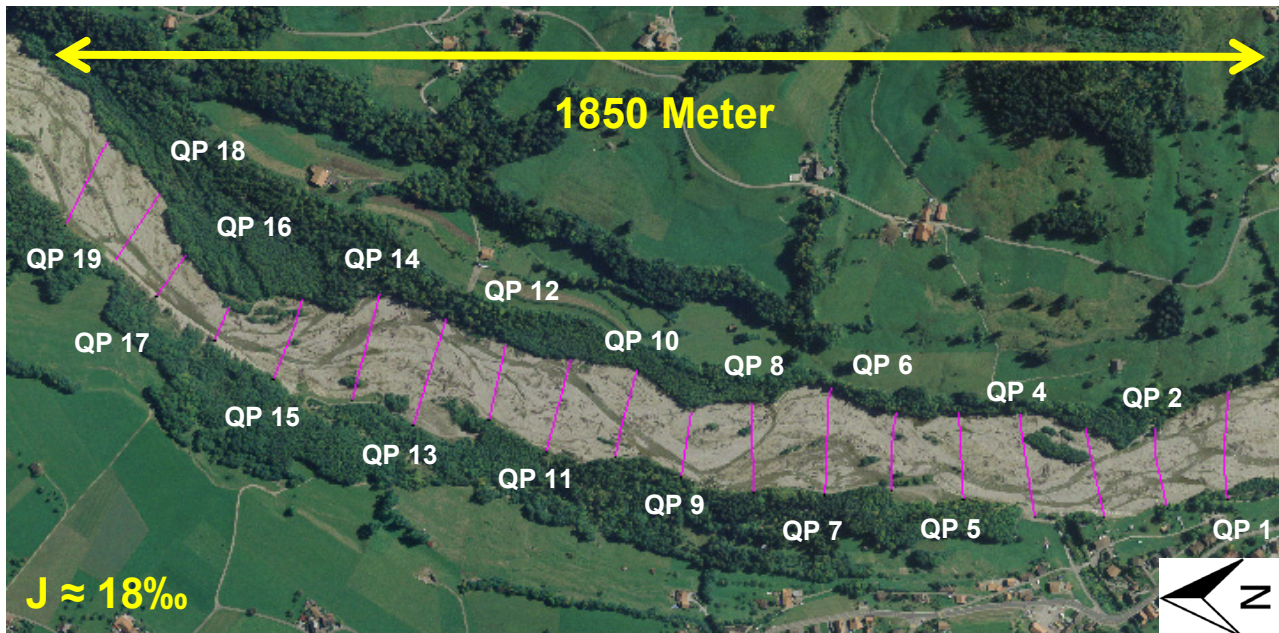 1850 Meter
QP 18
QP 16
QP 14
QP 19
QP 12
QP 17
QP 10
QP 8
QP 6
QP 4
QP 2
QP 15
QP 13
QP 11
QP 9
QP 7
QP 5
QP 1
J ≈ 18‰
N